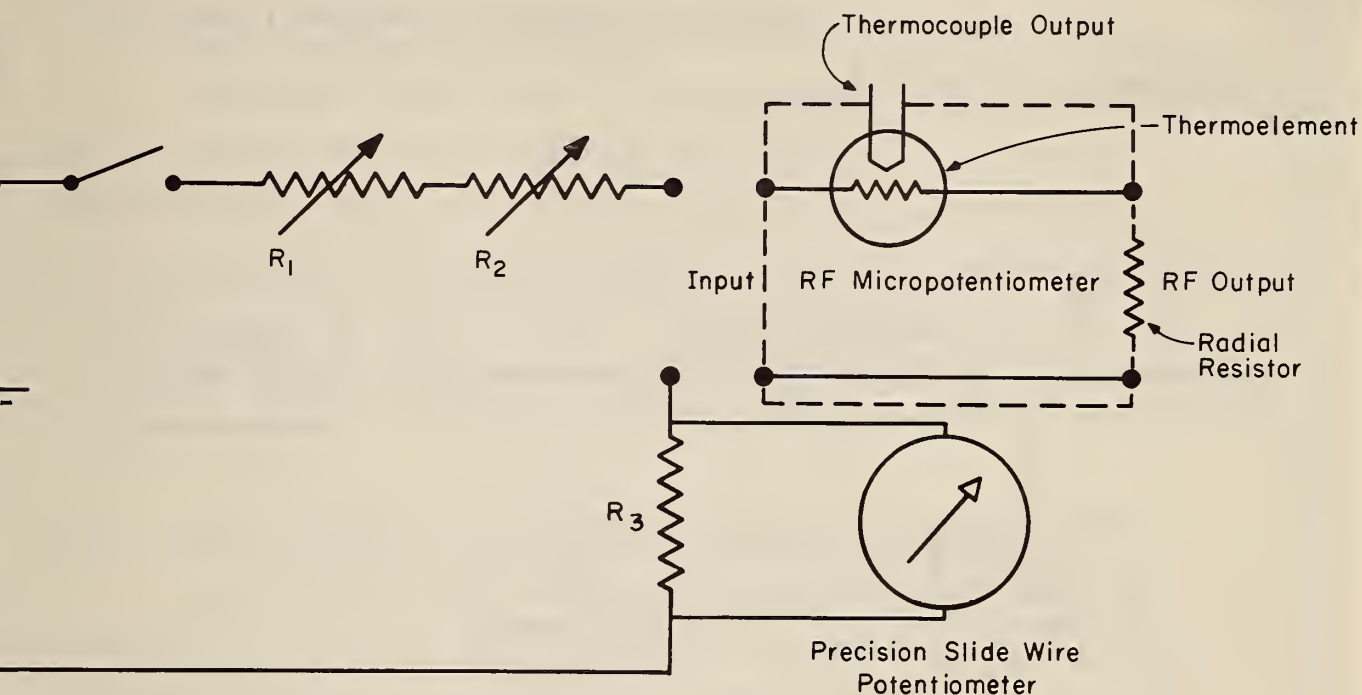 Thermocouple Output
Thermoelement
R₁
R₂
Input
RF Micropotentiometer
RF Output
Radial
Resistor
R₃
Precision Slide Wire
Potentiometer